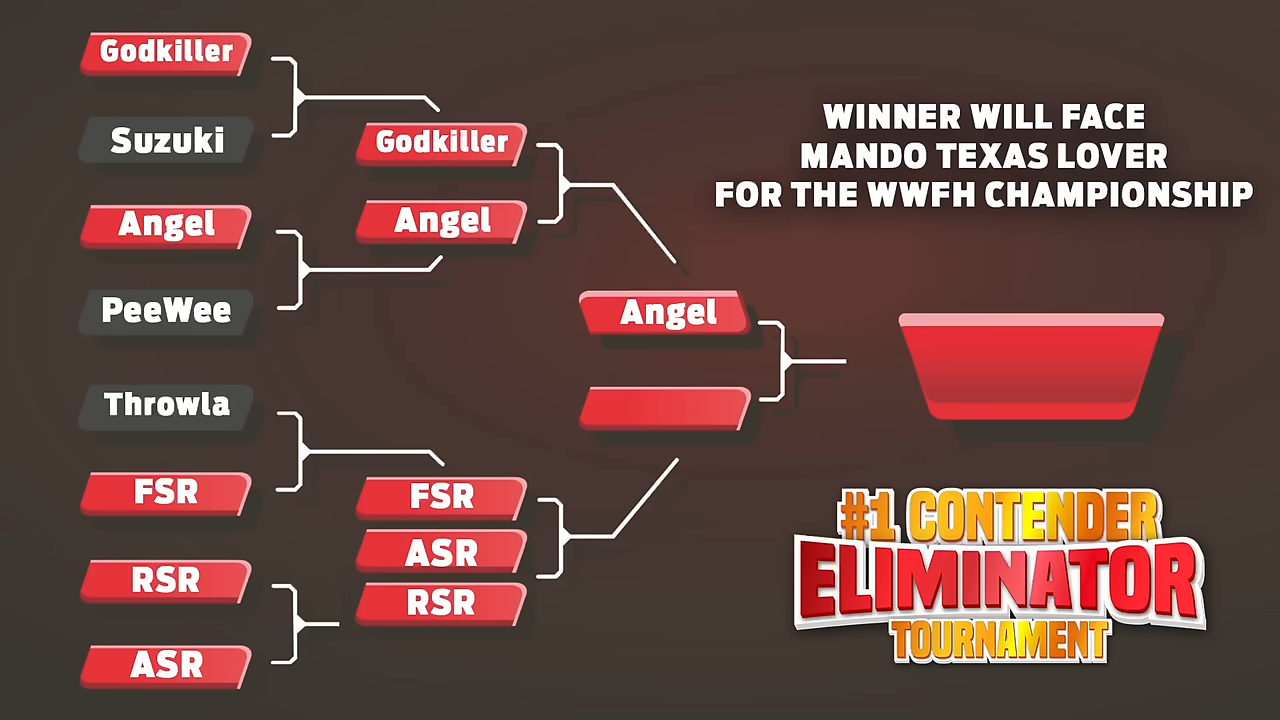 Godkiller
Suzuki
Angel
PeeWee
Throwla
FSR
RSR
ASR
Godkiller
Angel
FSR
ASR
RSR
Angel
WINNER WILL FACE
MANDO TEXAS LOVER
FOR THE WWFH CHAMPIONSHIP
#1 CONTENDER
ELIMINATOR
TOURNAMENT